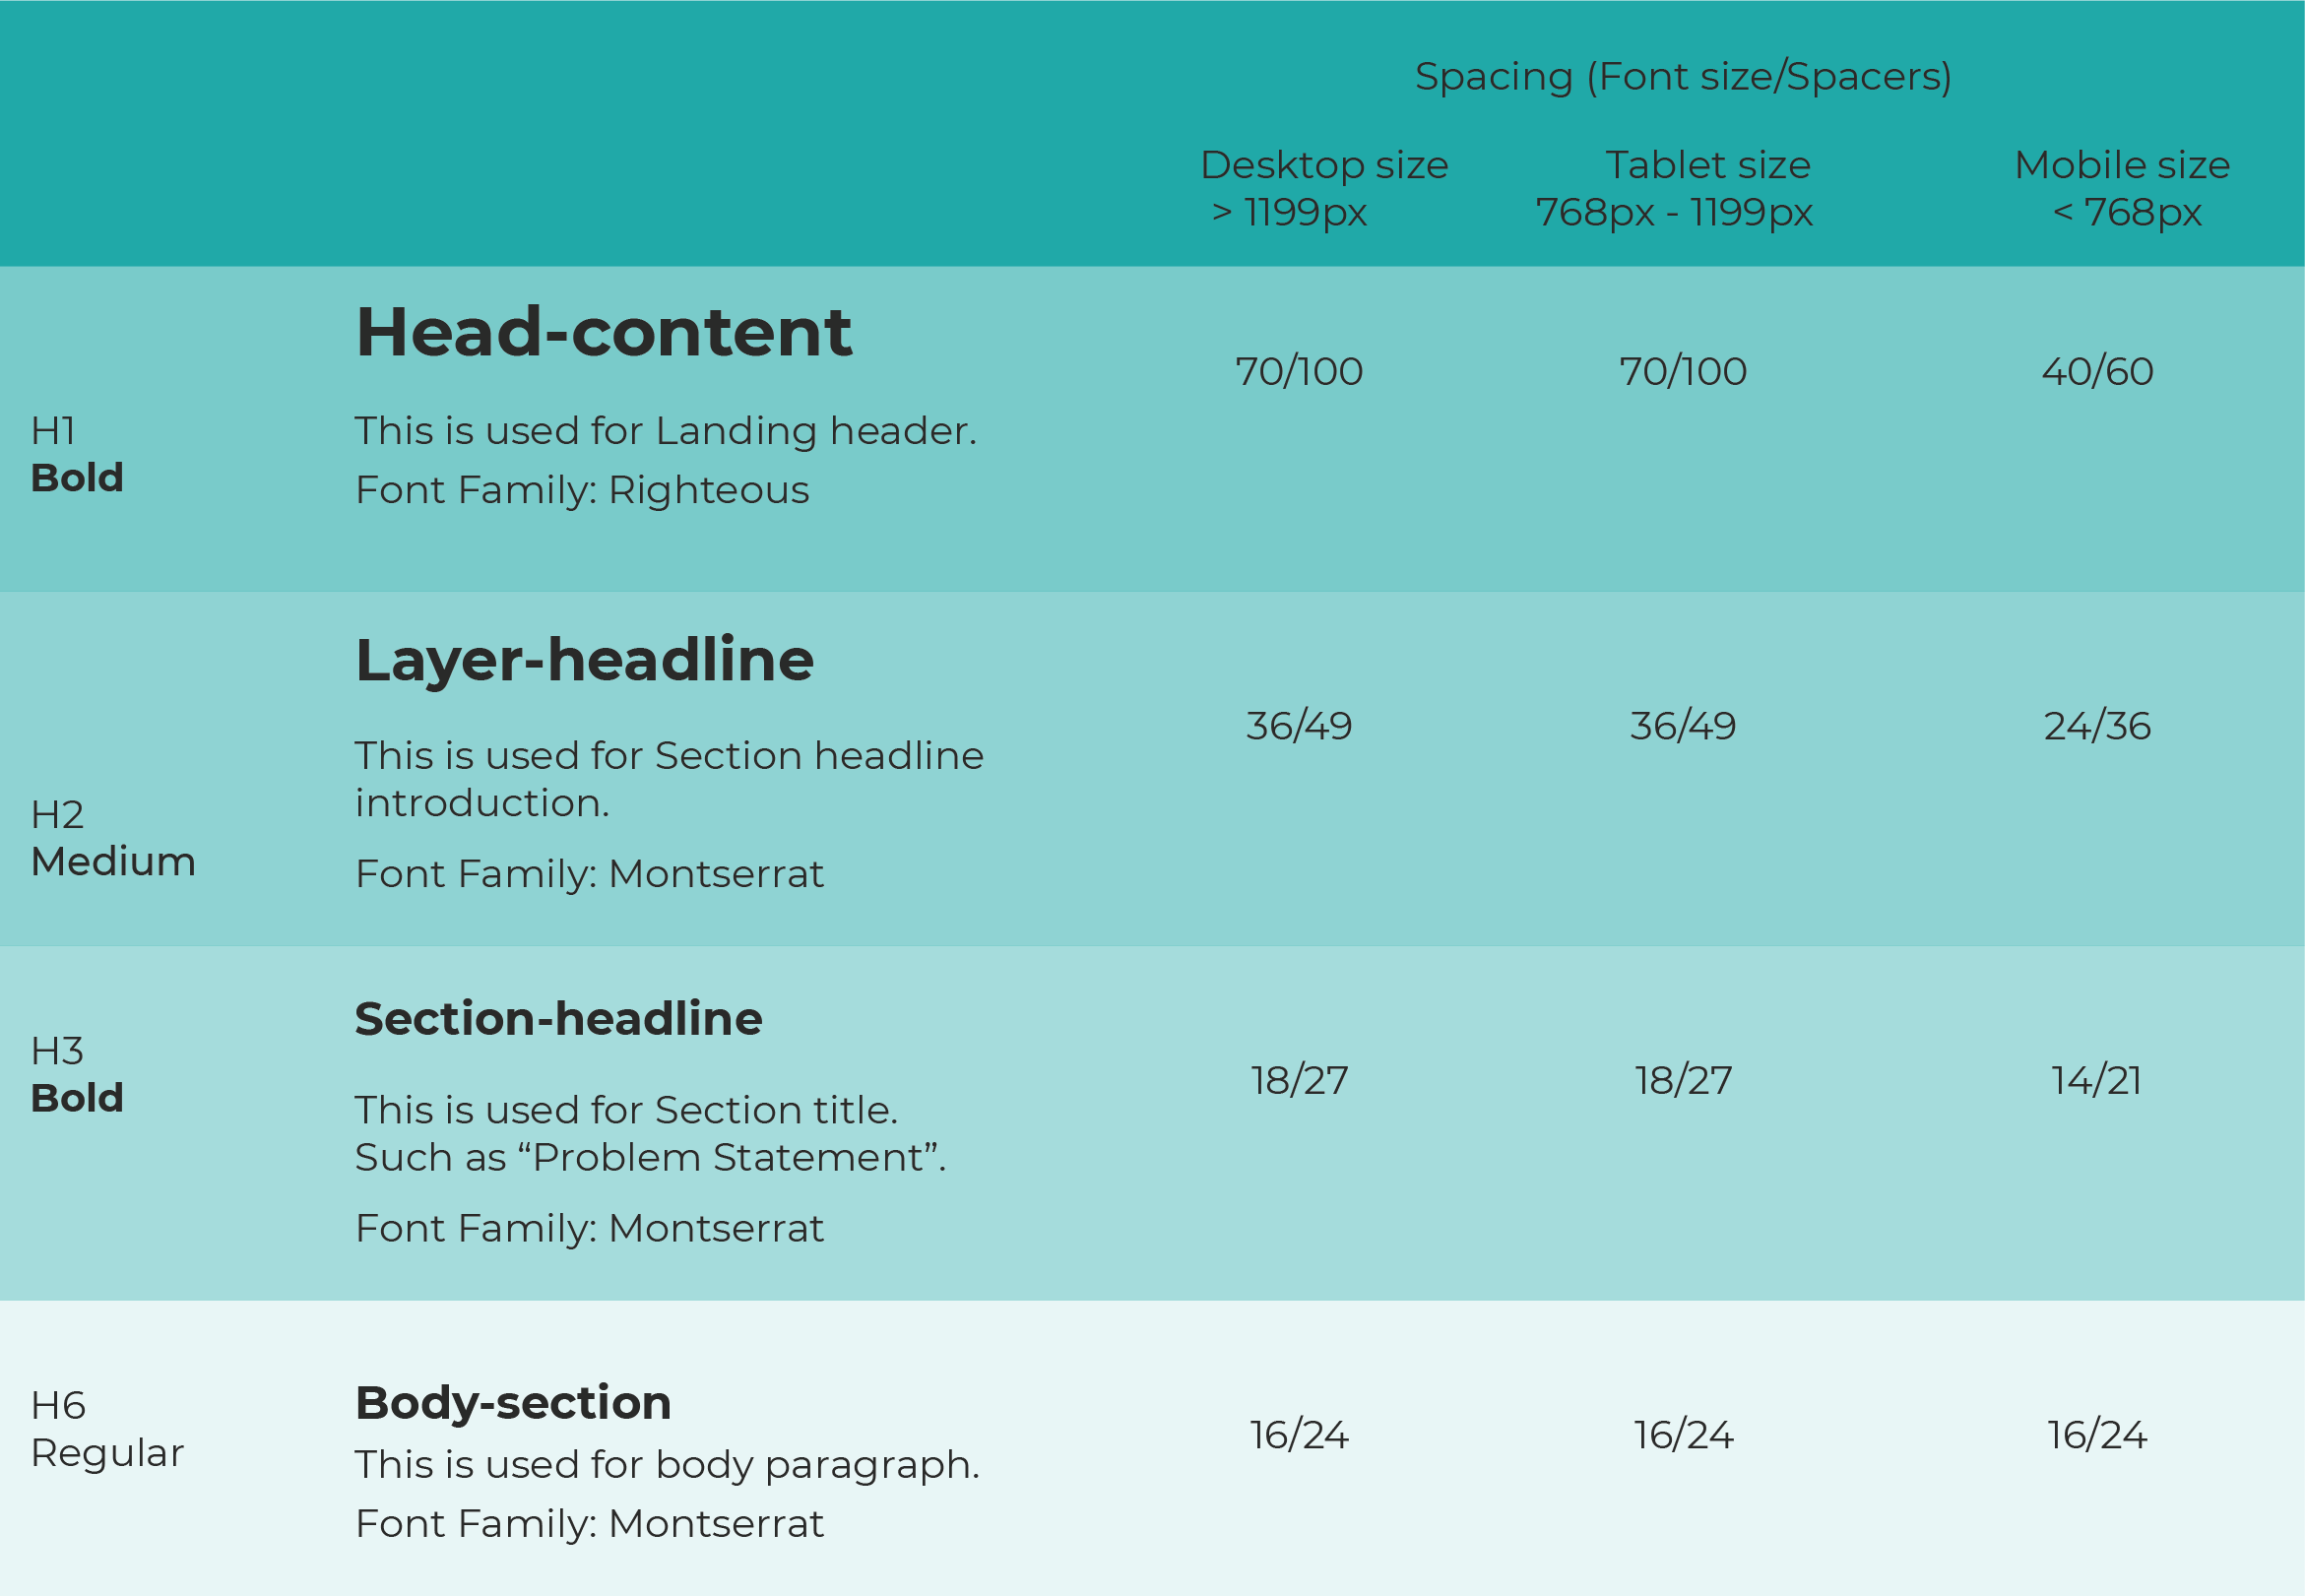 Spacing (Font size/Spacers)
Desktop size
> 1199px
Tablet size
768px - 1199px
Mobile size
< 768px
H1
Bold
Head-content
This is used for Landing header.
Font Family: Righteous
70/100
70/100
40/60
H2
Medium
Layer-headline
This is used for Section headline
introduction.
Font Family: Montserrat
36/49
36/49
24/36
H3
Bold
Section-headline
This is used for Section title.
Such as “Problem Statement”.
Font Family: Montserrat
18/27
18/27
14/21
H6
Regular
Body-section
This is used for body paragraph.
Font Family: Montserrat
16/24
16/24
16/24